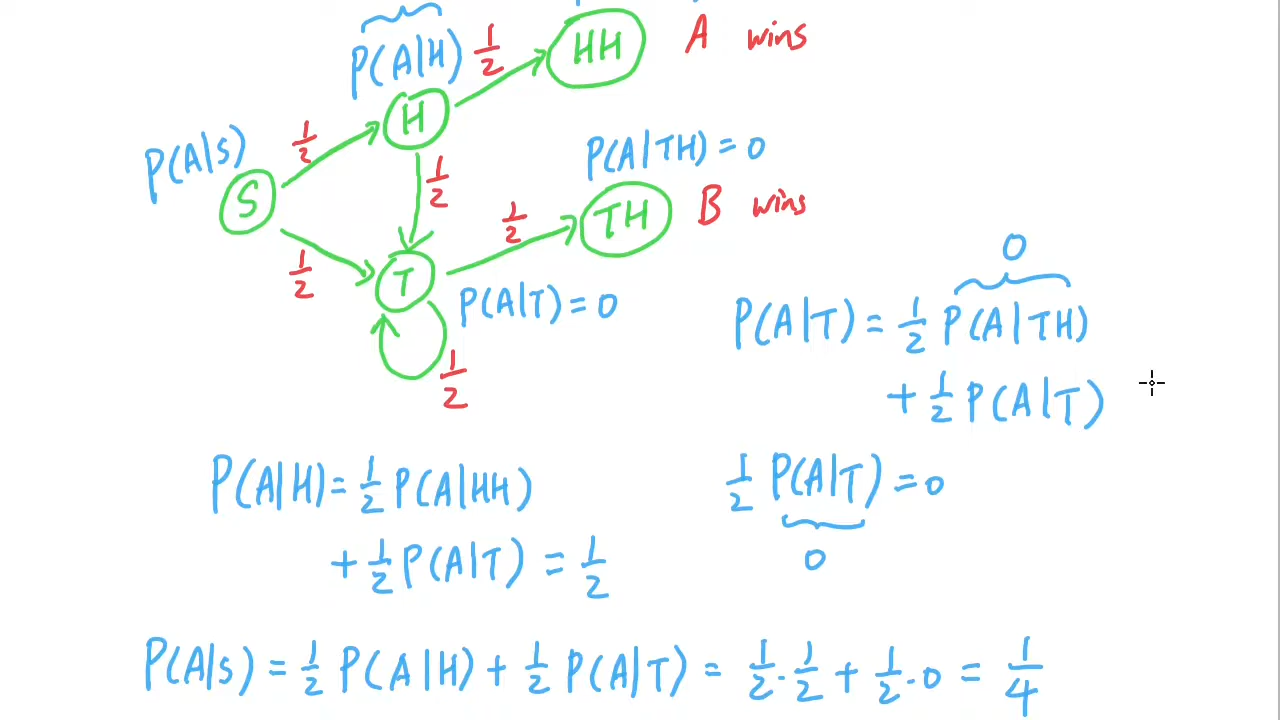 P(A|H) 1/2 HH A wins
H
P(A|S) 1/2
P(A|TH) = 0
1/2
S 1/2 TH B wins
1/2 T
P(A|T) = 0
1/2
0
P(A|T) = 1/2 P(A|TH)
+ 1/2 P(A|T)
P(A|H) = 1/2 P(A|HH)
+ 1/2 P(A|T) = 1/2
1/2 P(A|T) = 0
0
P(A|S) = 1/2 P(A|H) + 1/2 P(A|T) = 1/2 · 1/2 + 1/2 · 0 = 1/4